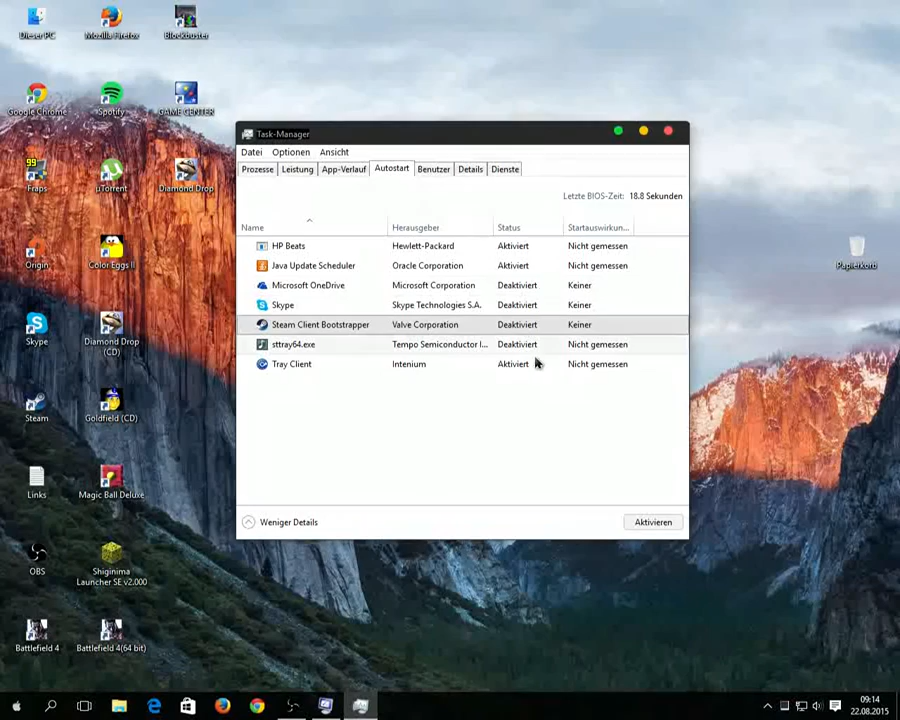 Dieser PC
Mozilla Firefox
Blockbuster
Google Chrome
Spotify
GAME CENTER
99
Fraps
µTorrent
Diamond Drop
Origin
Color Eggs II
Skype
Diamond Drop
(CD)
Steam
Goldfield (CD)
Links
Magic Ball Deluxe
OBS
Shiginima
Launcher SE v2.000
Battlefield 4
Battlefield 4(64 bit)
Papierkorb
Task-Manager
Datei Optionen Ansicht
Prozesse Leistung App-Verlauf Autostart Benutzer Details Dienste
Letzte BIOS-Zeit: 18.8 Sekunden
Name Herausgeber Status Startauswirkun...
HP Beats Hewlett-Packard Aktiviert Nicht gemessen
Java Update Scheduler Oracle Corporation Aktiviert Nicht gemessen
Microsoft OneDrive Microsoft Corporation Deaktiviert Keiner
Skype Skype Technologies S.A. Deaktiviert Keiner
Steam Client Bootstrapper Valve Corporation Deaktiviert Keiner
sttray64.exe Tempo Semiconductor I... Deaktiviert Nicht gemessen
Tray Client Intenium Aktiviert Nicht gemessen
Weniger Details
Aktivieren
09:14
22.08.2015